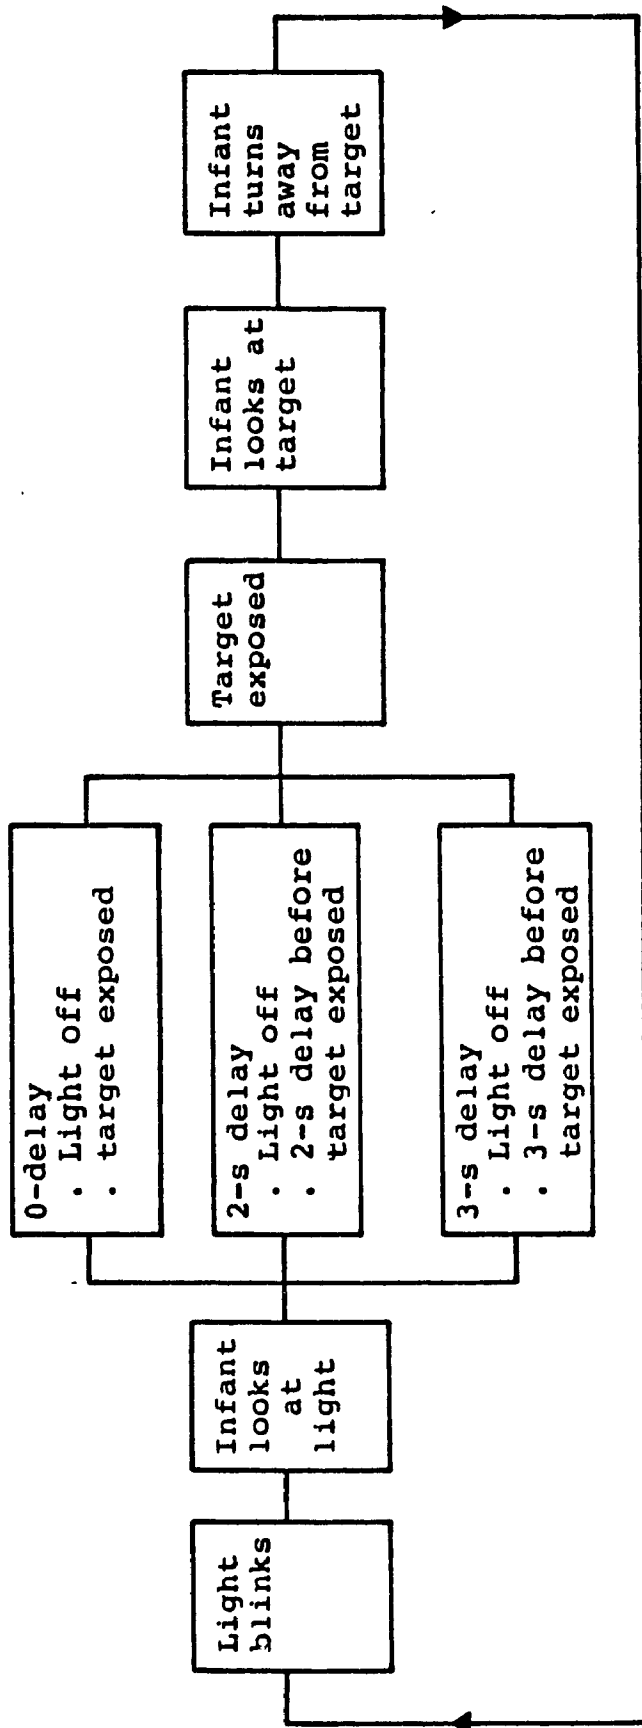 Light
blinks
Infant
looks
at
light
0-delay
· Light off
· target exposed
2-s delay
· Light off
· 2-s delay before
target exposed
3-s delay
· Light off
· 3-s delay before
target exposed
Target
exposed
Infant
looks at
target
Infant
turns
away
from
target